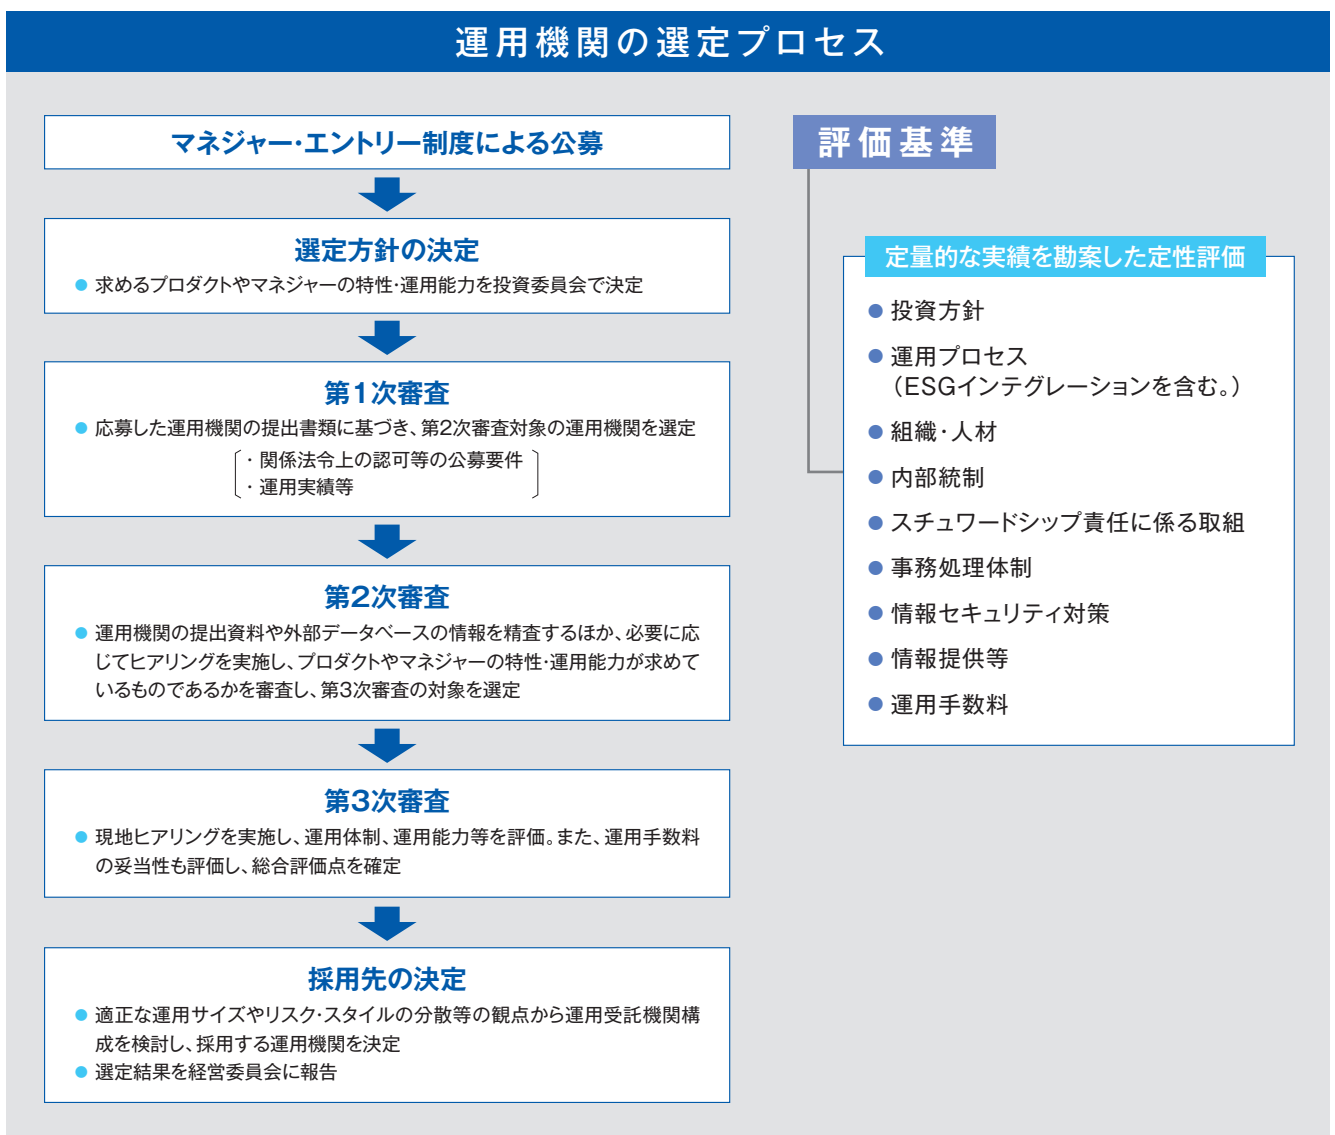 運用機関の選定プロセス
マネジャー・エントリー制度による公募
選定方針の決定
● 求めるプロダクトやマネジャーの特性・運用能力を投資委員会で決定
第1次審査
● 応募した運用機関の提出書類に基づき、第2次審査対象の運用機関を選定
・関係法令上の認可等の公募要件
・運用実績等
第2次審査
● 運用機関の提出資料や外部データベースの情報を精査するほか、必要に応
じてヒアリングを実施し、プロダクトやマネジャーの特性・運用能力が求めて
いるものであるかを審査し、第3次審査の対象を選定
第3次審査
● 現地ヒアリングを実施し、運用体制、運用能力等を評価。また、運用手数料
の妥当性も評価し、総合評価点を確定
採用先の決定
● 適正な運用サイズやリスク・スタイルの分散等の観点から運用受託機関構
成を検討し、採用する運用機関を決定
● 選定結果を経営委員会に報告
評価基準
定量的な実績を勘案した定性評価
● 投資方針
● 運用プロセス
（ESGインテグレーションを含む。）
● 組織・人材
● 内部統制
● スチュワードシップ責任に係る取組
● 事務処理体制
● 情報セキュリティ対策
● 情報提供等
● 運用手数料